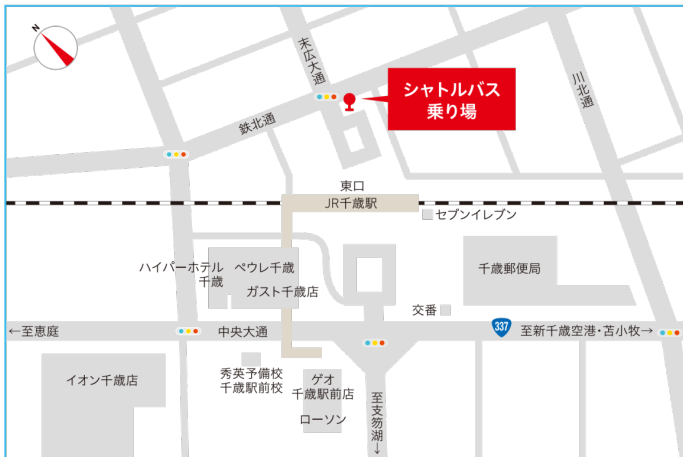 N
末広大通
川北通
シャトルバス
乗り場
鉄北通
東口
JR千歳駅
セブンイレブン
ハイパーホテル
千歳
ペウレ千歳
ガスト千歳店
千歳郵便局
交番
←至恵庭
中央大通
337
至新千歳空港・苫小牧→
イオン千歳店
秀英予備校
千歳駅前校
ゲオ
千歳駅前店
ローソン
至支笏湖→